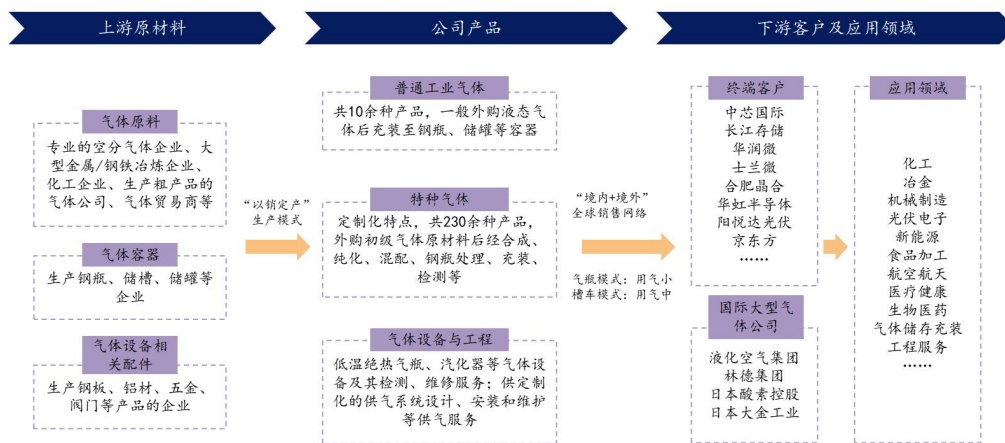 上游原材料
公司产品
下游客户及应用领域
气体原料
专业的空分气体企业、大
型金属/钢铁冶炼企业、
化工企业、生产粗产品的
气体公司、气体贸易商等
气体容器
生产钢瓶、储槽、储罐等
企业
气体设备相
关配件
生产钢板、铝材、五金、
阀门等产品的企业
“以销定产”
生产模式
普通工业气体
共10余种产品，一般外购液态气
体后充装至钢瓶、储罐等容器
特种气体
定制化特点，共230余种产品，
外购初级气体原材料后经合成、
纯化、混配、钢瓶处理、充装、
检测等
气体设备与工程
低温绝热气瓶、汽化器等气体设
备及其检测、维修服务；供定制
化的供气系统设计、安装和维护
等供气服务
“境内+境外”
全球销售网络
气瓶模式：用气小
槽车模式：用气中
终端客户
中芯国际
长江存储
华润微
士兰微
合肥晶合
华虹半导体
阳悦达光伏
京东方
……
国际大型气
体公司
液化空气集团
林德集团
日本酸素控股
日本大金工业
应用领域
化工
冶金
机械制造
光伏电子
新能源
食品加工
航空航天
医疗健康
生物医药
气体储存充装
工程服务
……